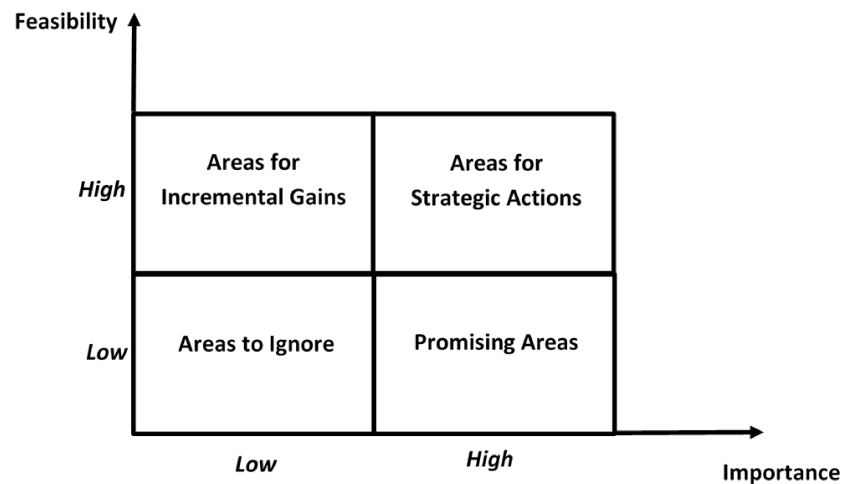 Feasibility
Areas for
Incremental Gains
Areas for
Strategic Actions
High
Areas to Ignore
Promising Areas
Low
Low
High
Importance